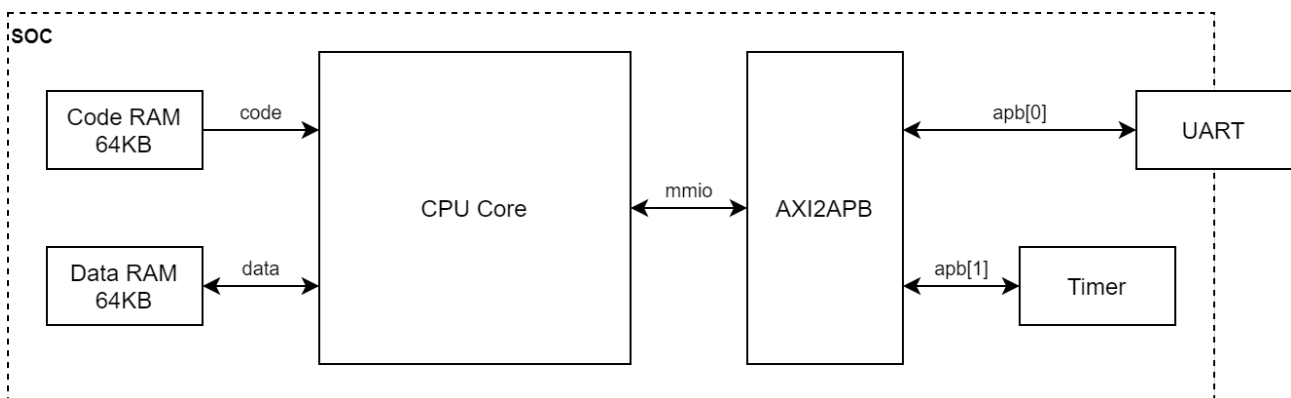 SOC
Code RAM
64KB
code
CPU Core
mmio
AXI2APB
apb[0]
UART
Data RAM
64KB
data
apb[1]
Timer